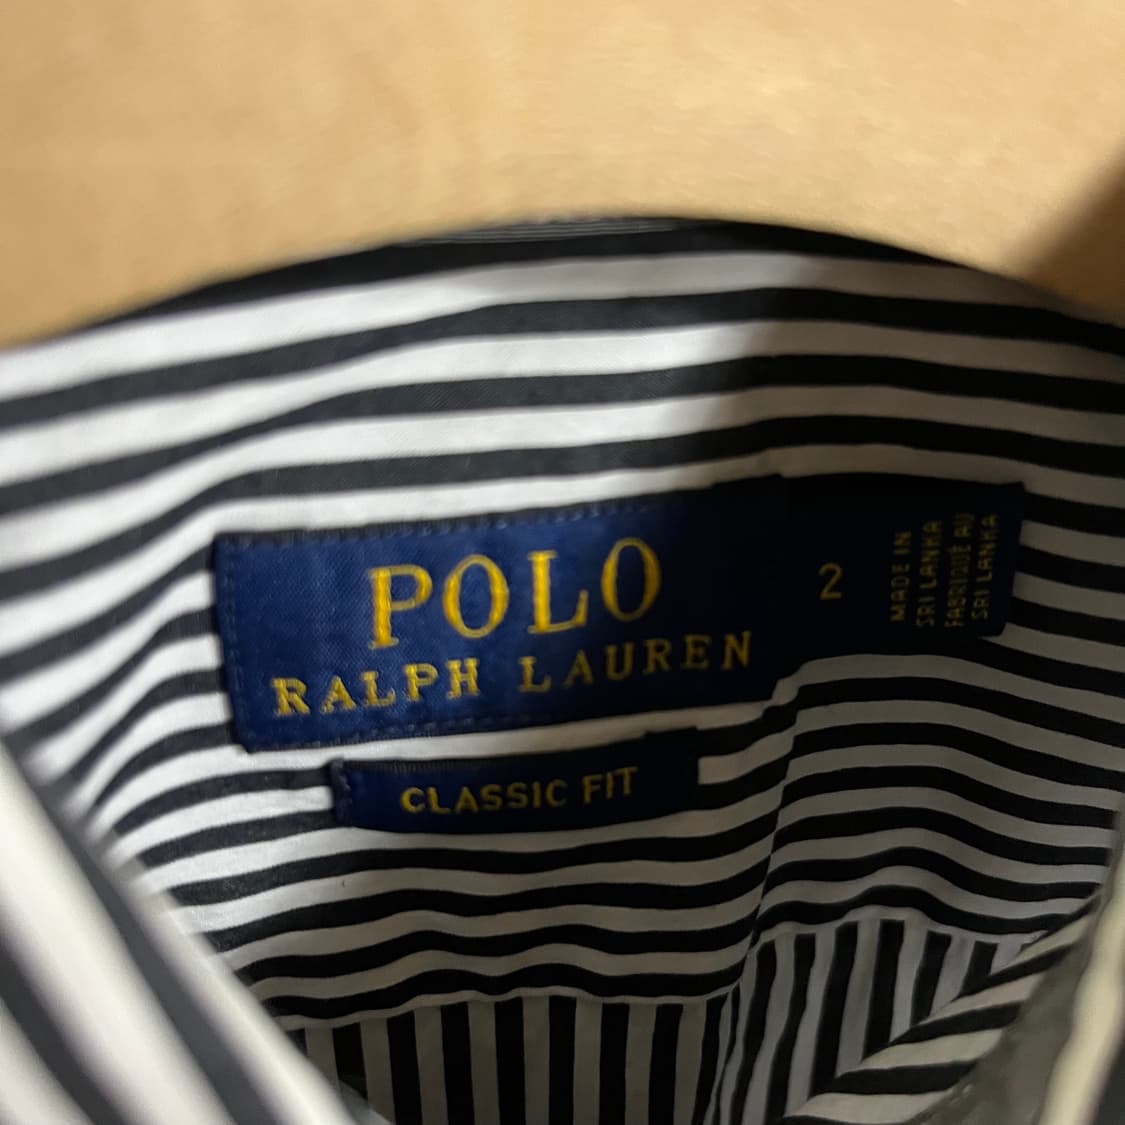 POLO
RALPH LAUREN
2
MADE IN
SRI LANKA
FABRIQUÉ AU
SRI LANKA
CLASSIC FIT